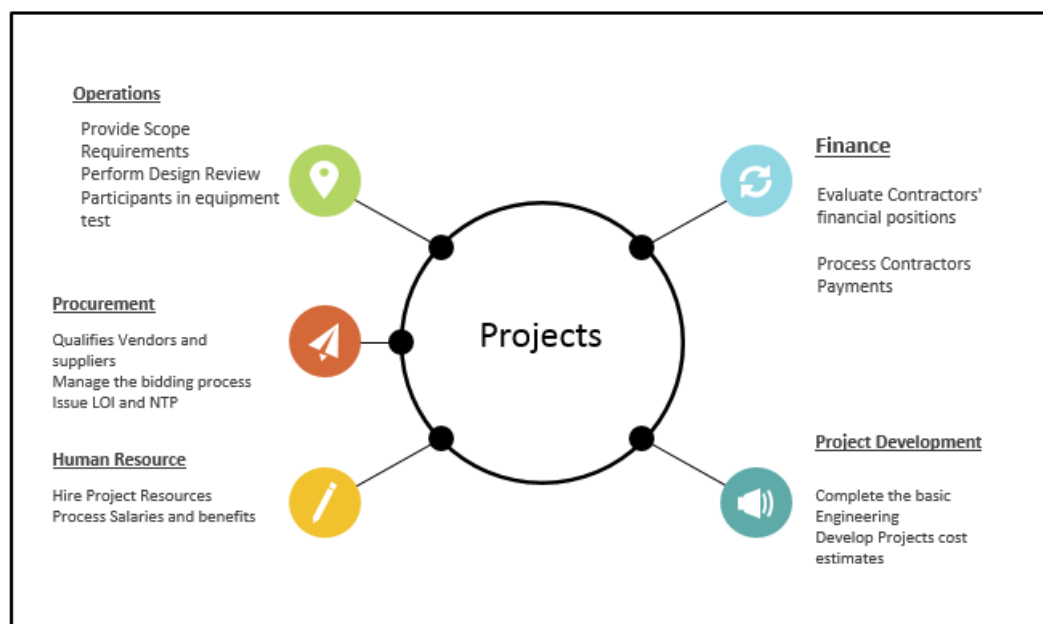 Operations
Provide Scope
Requirements
Perform Design Review
Participants in equipment
test
Procurement
Qualifies Vendors and
suppliers
Manage the bidding process
Issue LOI and NTP
Human Resource
Hire Project Resources
Process Salaries and benefits
Projects
Finance
Evaluate Contractors'
financial positions
Process Contractors
Payments
Project Development
Complete the basic
Engineering
Develop Projects cost
estimates